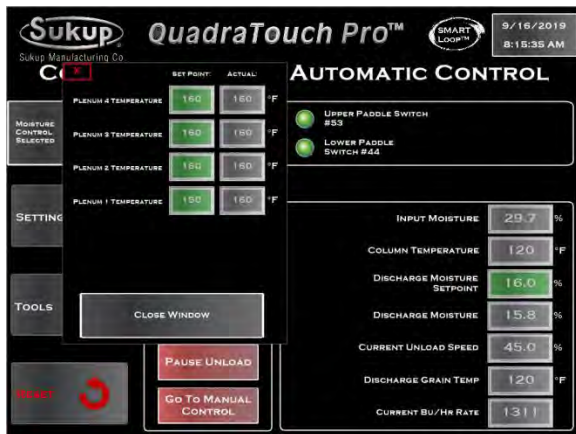 Sukup
Sukup Manufacturing Co
QuadraTouch Pro™
SMART
LOOP™
9/16/2019
8:15:35 AM
AUTOMATIC CONTROL
X
SET POINT:
ACTUAL:
PLENUM 4 TEMPERATURE 160 160 °F
PLENUM 3 TEMPERATURE 160 160 °F
PLENUM 2 TEMPERATURE 160 160 °F
PLENUM 1 TEMPERATURE 160 160 °F
CLOSE WINDOW
MOISTURE
CONTROL
SELECTED
SETTING
TOOLS
UPPER PADDLE SWITCH
#53
LOWER PADDLE
SWITCH #44
PAUSE UNLOAD
GO TO MANUAL
CONTROL
INPUT MOISTURE 29.7 %
COLUMN TEMPERATURE 120 °F
DISCHARGE MOISTURE
SETPOINT 16.0 %
DISCHARGE MOISTURE 15.8 %
CURRENT UNLOAD SPEED 45.0 %
DISCHARGE GRAIN TEMP 120 °F
CURRENT BU/HR RATE 1311